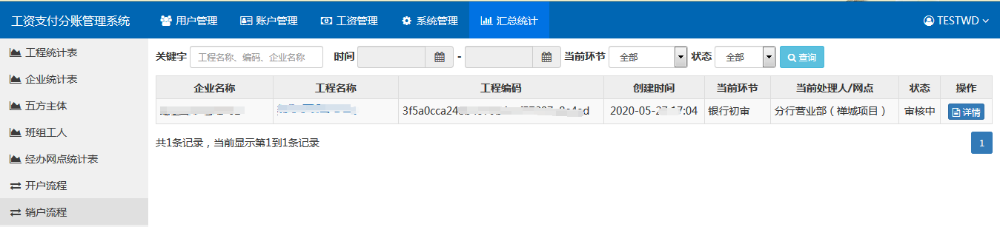 工资支付分账管理系统 用户管理 账户管理 工资管理 系统管理 汇总统计 TESTWD
工程统计表
企业统计表
五方主体
班组工人
经办网点统计表
开户流程
销户流程
关键字 工程名称、编码、企业名称 时间 - 当前环节 全部 状态 全部 查询
企业名称 工程名称 工程编码 创建时间 当前环节 当前处理人/网点 状态 操作
3f5a0cca24 2020-05-2 17:04 银行初审 分行营业部（禅城项目） 审核中 详情
共1条记录，当前显示第1到1条记录 1